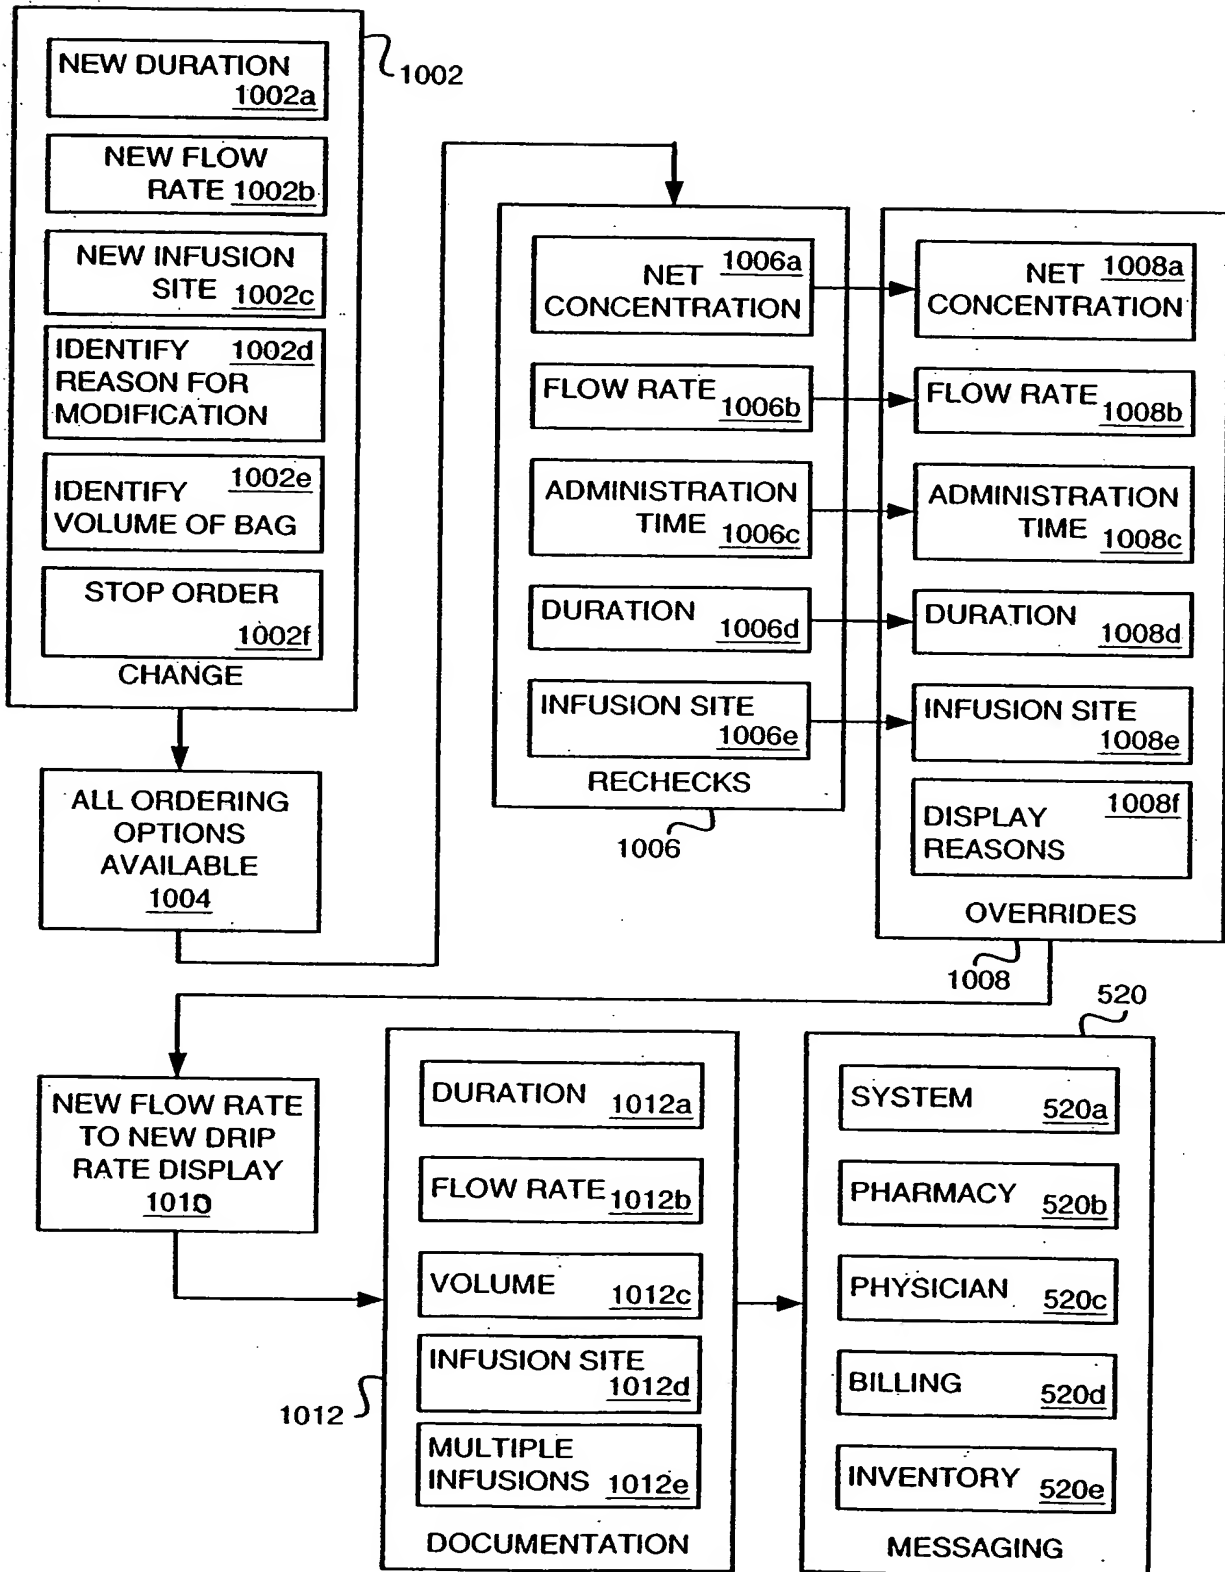 NEW DURATION
1002a
NEW FLOW
RATE 1002b
NEW INFUSION
SITE 1002c
IDENTIFY 1002d
REASON FOR
MODIFICATION
1002e
IDENTIFY
VOLUME OF BAG
STOP ORDER
1002f
CHANGE
1002
ALL ORDERING
OPTIONS
AVAILABLE
1004
1006a
NET
CONCENTRATION
FLOW RATE
1006b
ADMINISTRATION
TIME 1006c
DURATION
1006d
INFUSION SITE
1006e
RECHECKS
1006
NET 1008a
CONCENTRATION
FLOW RATE
1008b
ADMINISTRATION
TIME
1008c
DURATION
1008d
INFUSION SITE
1008e
1008f
DISPLAY
REASONS
OVERRIDES
1008
NEW FLOW RATE
TO NEW DRIP
RATE DISPLAY
1010
DURATION
1012a
FLOW RATE
1012b
VOLUME
1012c
INFUSION SITE
1012d
MULTIPLE
INFUSIONS 1012e
DOCUMENTATION
1012
520
SYSTEM
520a
PHARMACY
520b
PHYSICIAN
520c
BILLING
520d
INVENTORY
520e
MESSAGING